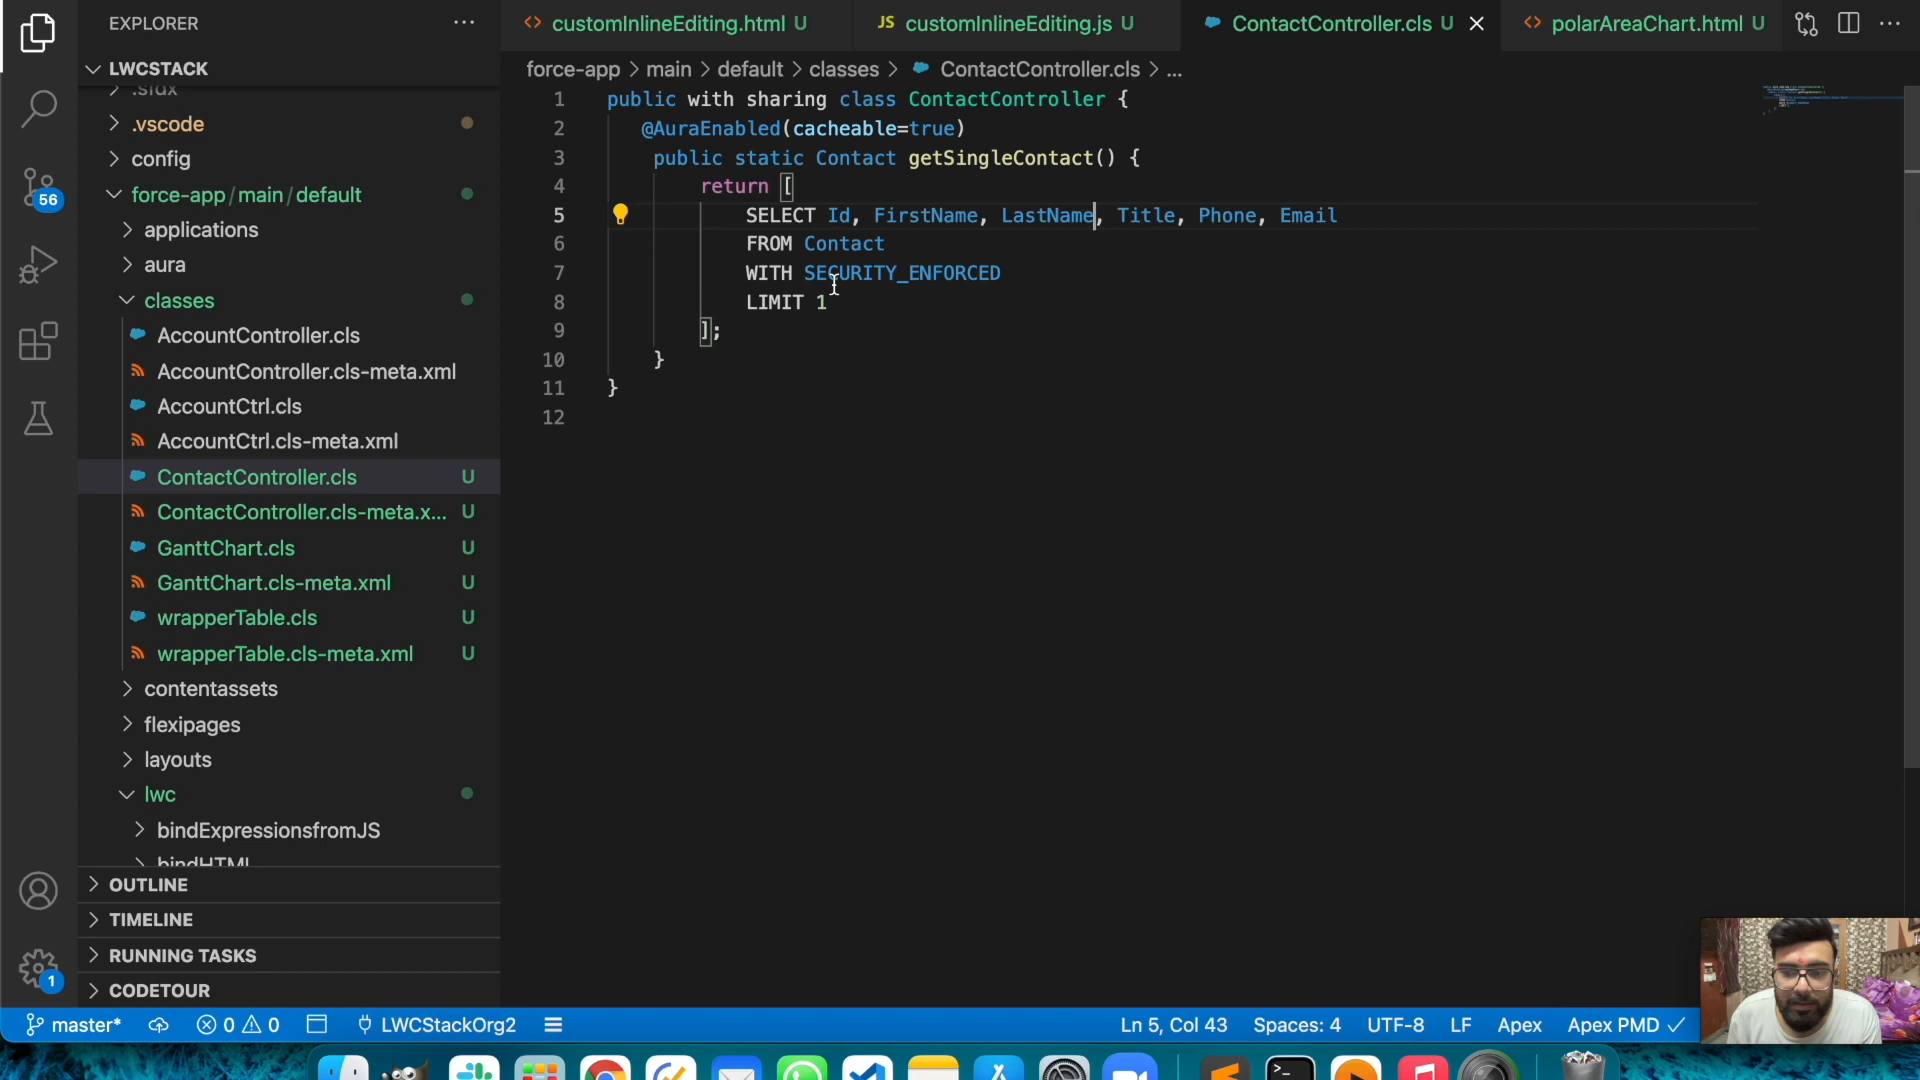 EXPLORER
customInlineEditing.html U
JS customInlineEditing.js U
ContactController.cls U
polarAreaChart.html U
LWCSTACK
force-app > main > default > classes > ContactController.cls > ...
.sfdx
.vscode
config
force-app/main/default
applications
aura
classes
AccountController.cls
AccountController.cls-meta.xml
AccountCtrl.cls
AccountCtrl.cls-meta.xml
ContactController.cls U
ContactController.cls-meta.x... U
GanttChart.cls U
GanttChart.cls-meta.xml U
wrapperTable.cls U
wrapperTable.cls-meta.xml U
contentassets
flexipages
layouts
lwc
bindExpressionsfromJS
bindHTML
OUTLINE
TIMELINE
RUNNING TASKS
CODETOUR
56
1
1 public with sharing class ContactController {
2 @AuraEnabled(cacheable=true)
3 public static Contact getSingleContact() {
4 return [
5 SELECT Id, FirstName, LastName, Title, Phone, Email
6 FROM Contact
7 WITH SECURITY_ENFORCED
8 LIMIT 1
9 ];
10 }
11 }
12
master* 0 0 LWCStackOrg2 Ln 5, Col 43 Spaces: 4 UTF-8 LF Apex Apex PMD